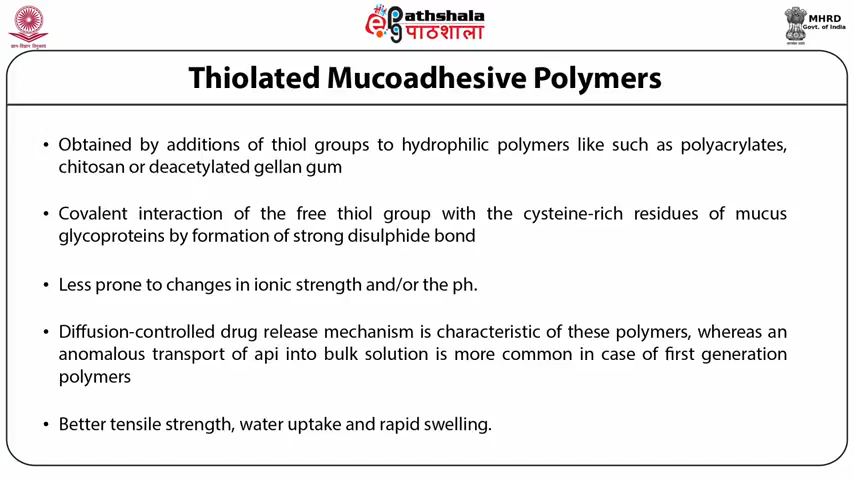 ePathshala
पाठशाला
MHRD
Govt. of India
Thiolated Mucoadhesive Polymers
• Obtained by additions of thiol groups to hydrophilic polymers like such as polyacrylates,
chitosan or deacetylated gellan gum
• Covalent interaction of the free thiol group with the cysteine-rich residues of mucus
glycoproteins by formation of strong disulphide bond
• Less prone to changes in ionic strength and/or the ph.
• Diffusion-controlled drug release mechanism is characteristic of these polymers, whereas an
anomalous transport of api into bulk solution is more common in case of first generation
polymers
• Better tensile strength, water uptake and rapid swelling.